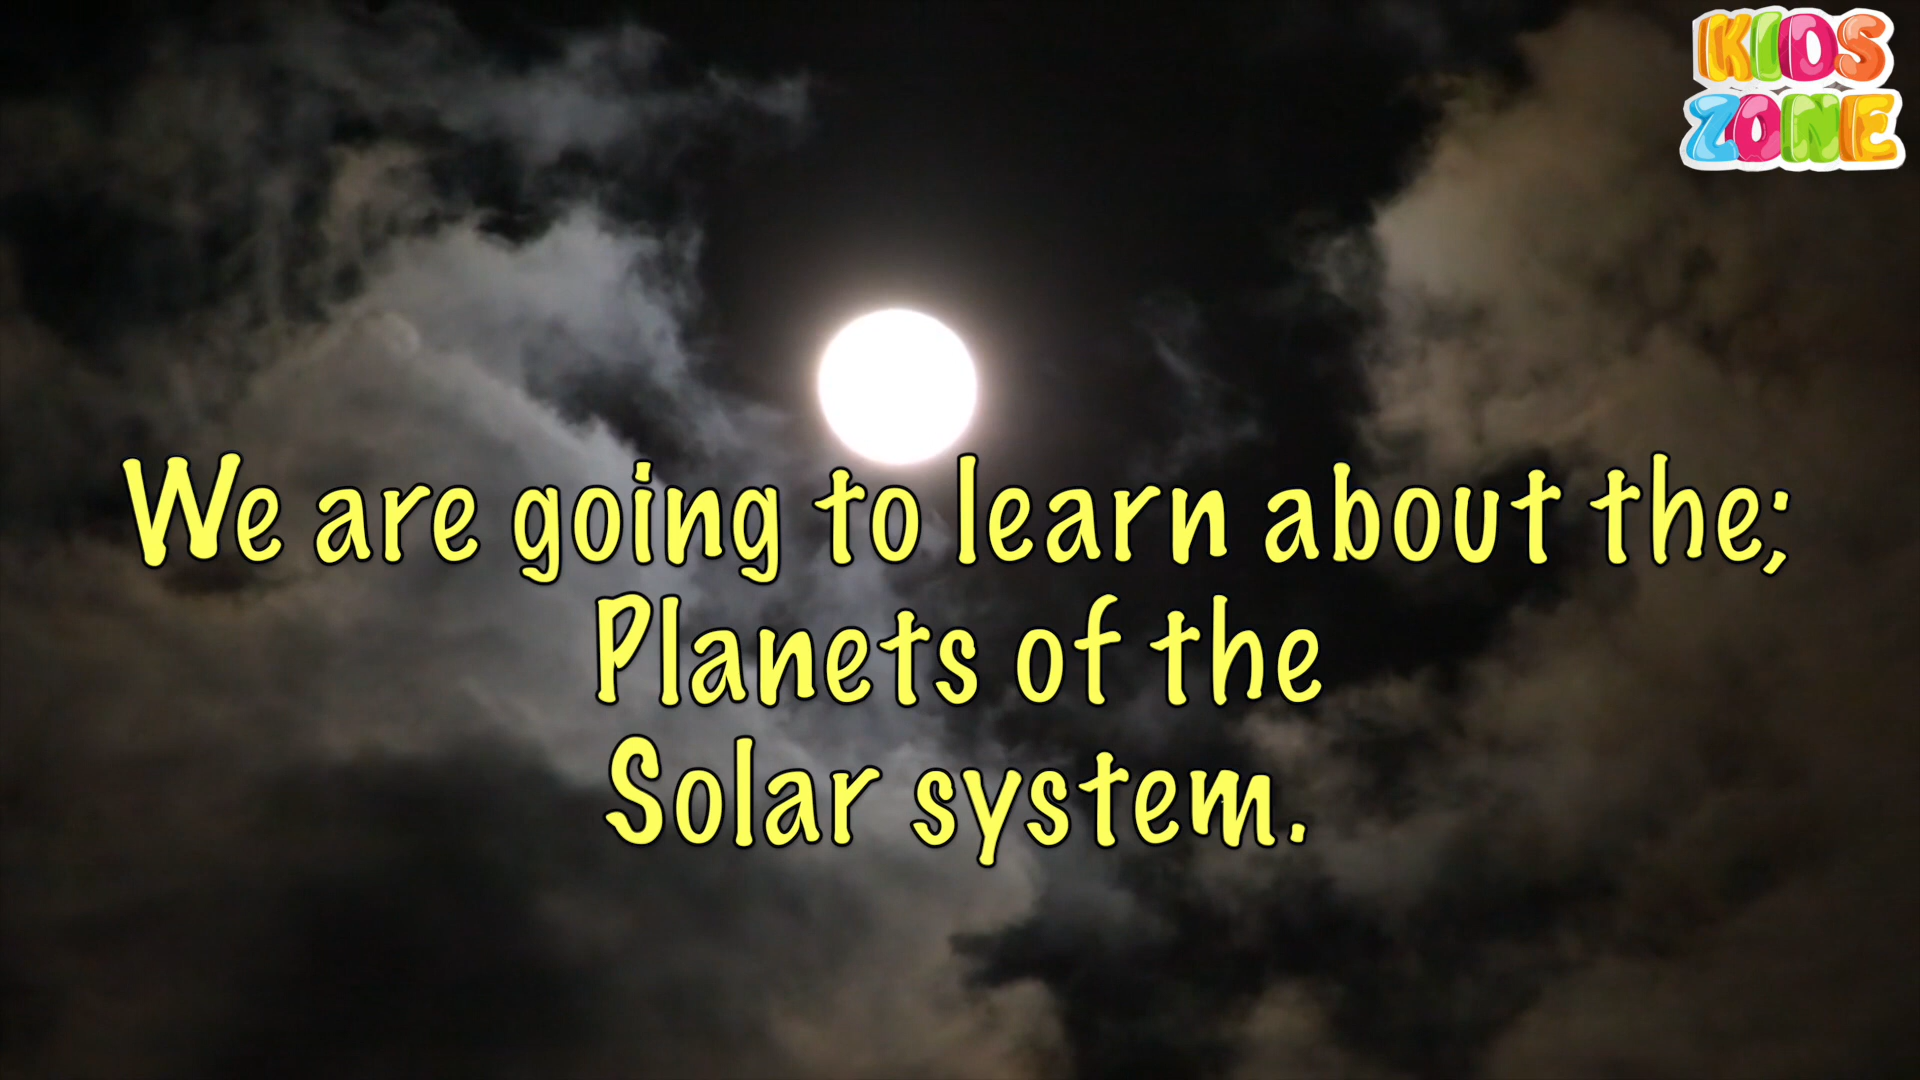 KIDS
ZONE
We are going to learn about the;
Planets of the
Solar system.